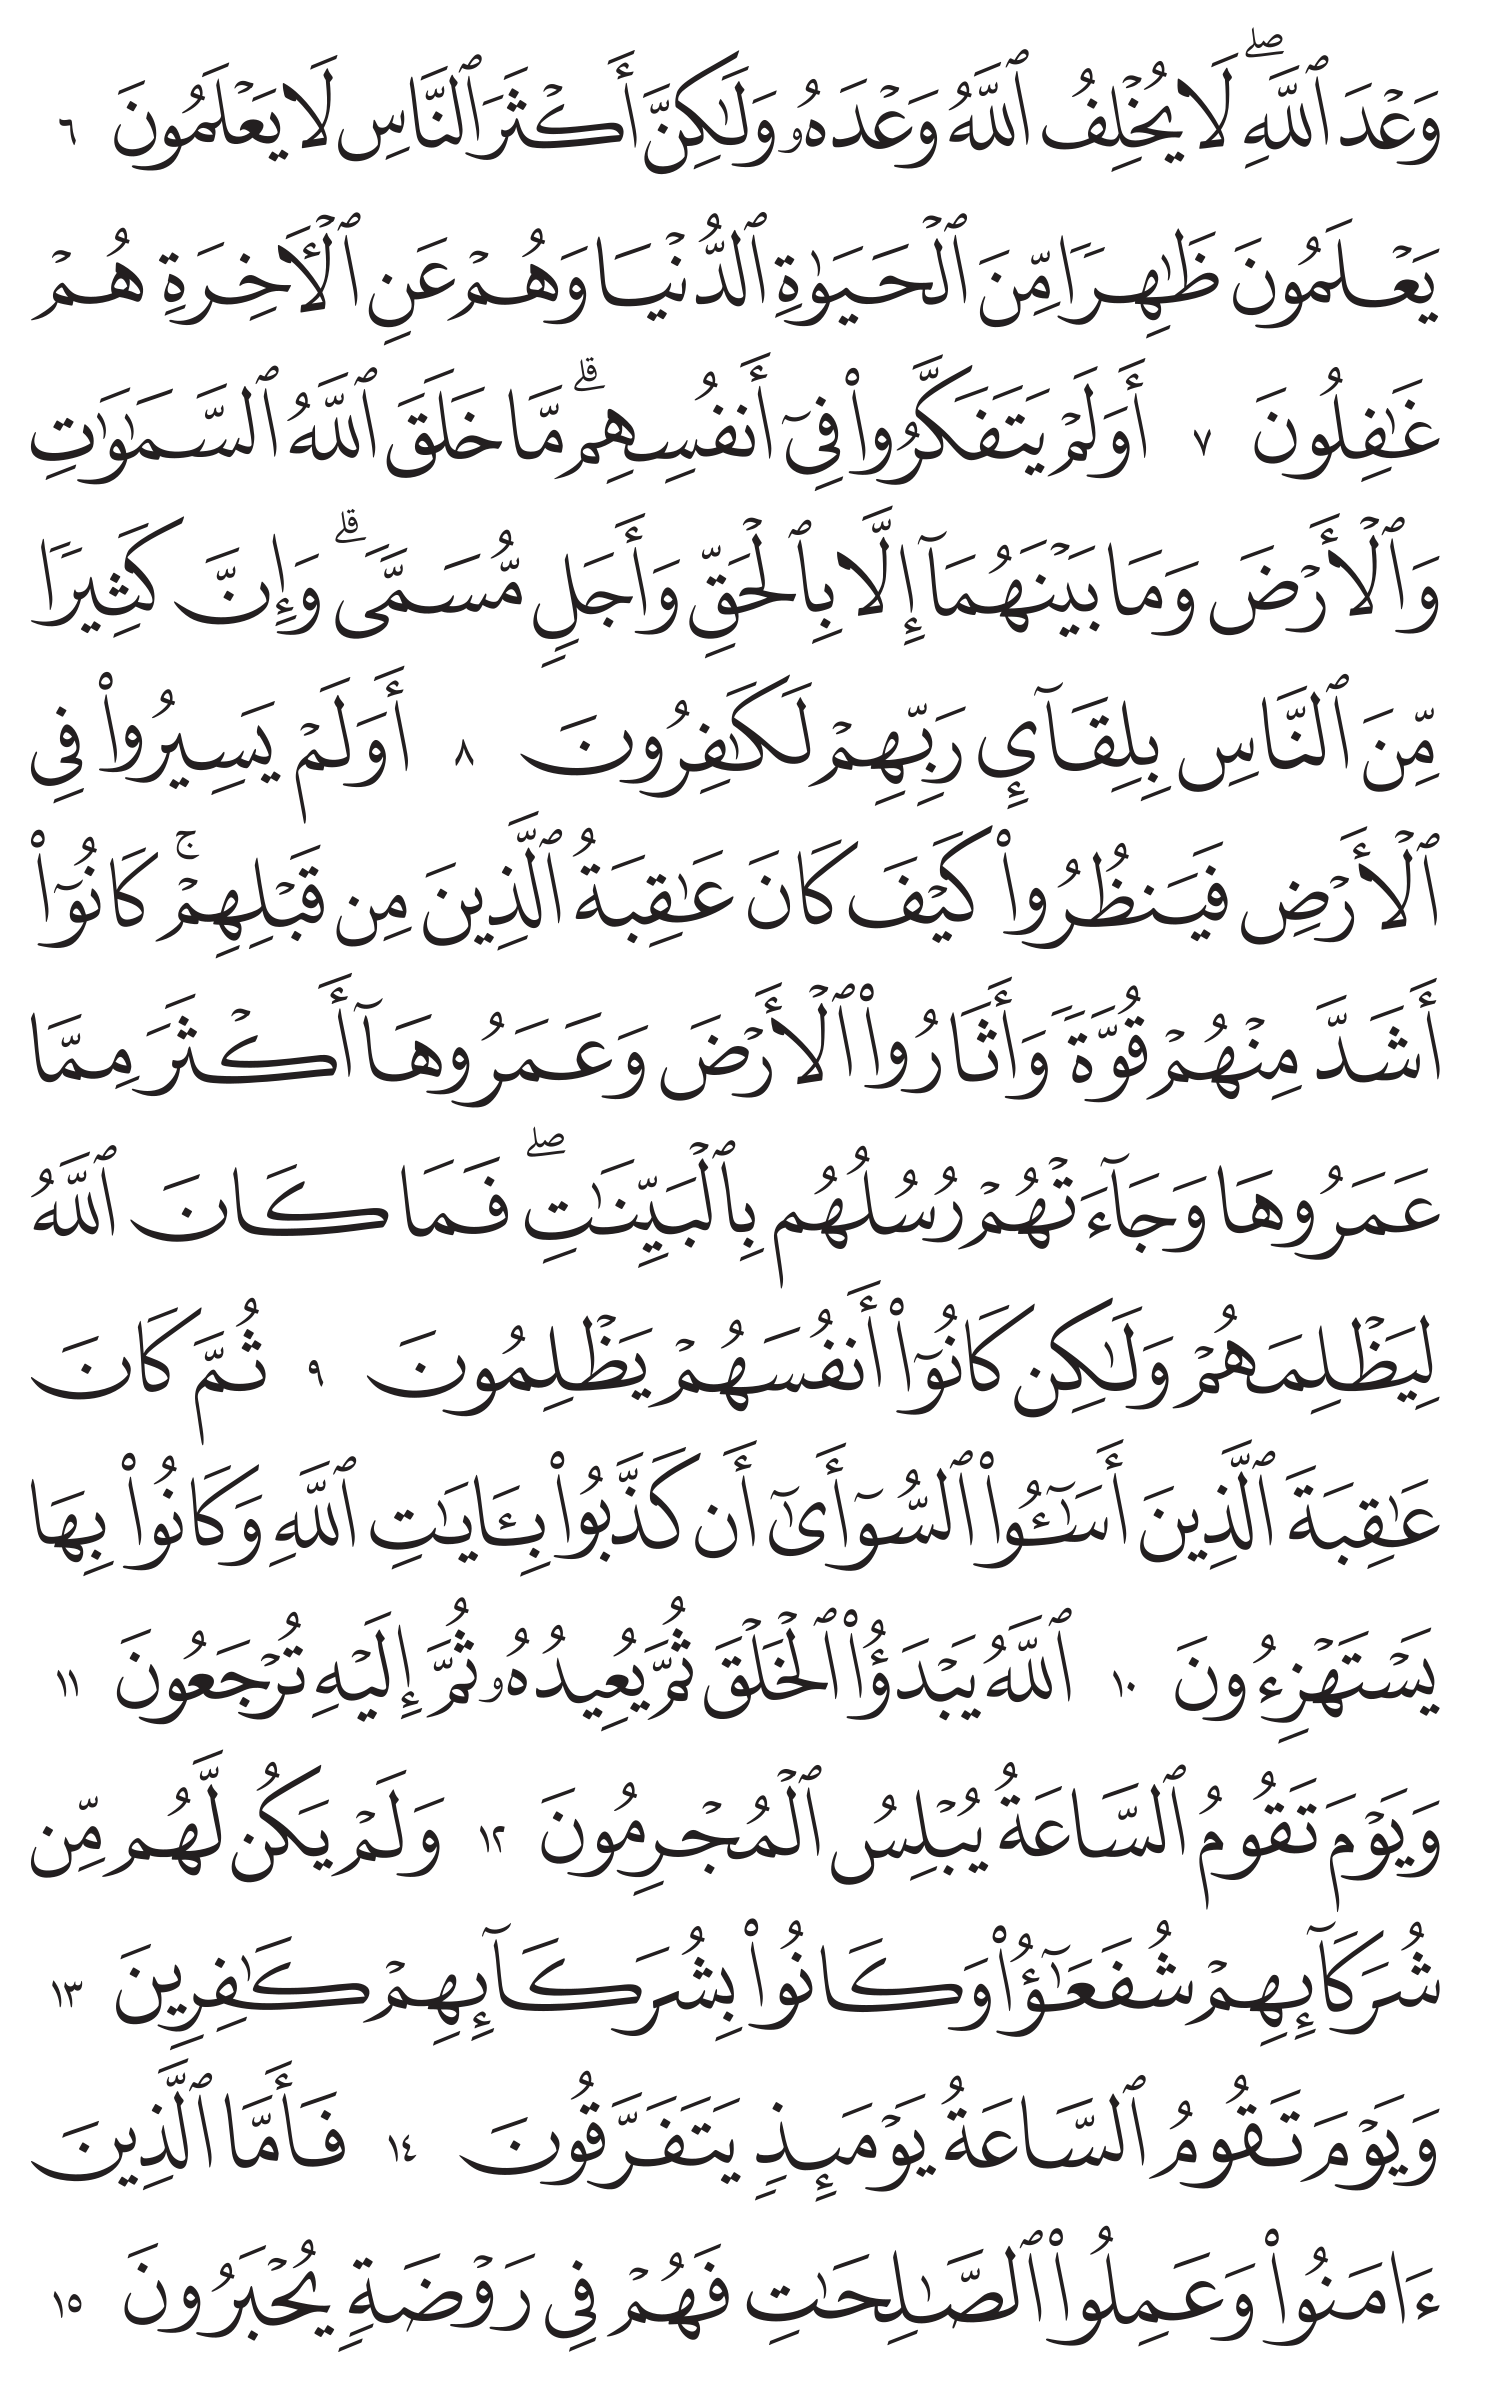 وَعۡدَ ٱللَّهِۖ لَا يُخۡلِفُ ٱللَّهُ وَعۡدَهُۥ وَلَٰكِنَّ أَكۡثَرَ ٱلنَّاسِ لَا يَعۡلَمُونَ ٦
يَعۡلَمُونَ ظَٰهِرٗا مِّنَ ٱلۡحَيَوٰةِ ٱلدُّنۡيَا وَهُمۡ عَنِ ٱلۡأٓخِرَةِ هُمۡ
غَٰفِلُونَ ٧ أَوَلَمۡ يَتَفَكَّرُواْ فِيٓ أَنفُسِهِمۗ مَّا خَلَقَ ٱللَّهُ ٱلسَّمَٰوَٰتِ
وَٱلۡأَرۡضَ وَمَا بَيۡنَهُمَآ إِلَّا بِٱلۡحَقِّ وَأَجَلٖ مُّسَمّٗىۗ وَإِنَّ كَثِيرٗا
مِّنَ ٱلنَّاسِ بِلِقَآيِٕ رَبِّهِمۡ لَكَٰفِرُونَ ٨ أَوَلَمۡ يَسِيرُواْ فِي
ٱلۡأَرۡضِ فَيَنظُرُواْ كَيۡفَ كَانَ عَٰقِبَةُ ٱلَّذِينَ مِن قَبۡلِهِمۡۚ كَانُوٓاْ
أَشَدَّ مِنۡهُمۡ قُوَّةٗ وَأَثَارُواْ ٱلۡأَرۡضَ وَعَمَرُوهَآ أَكۡثَرَ مِمَّا
عَمَرُوهَا وَجَآءَتۡهُمۡ رُسُلُهُم بِٱلۡبَيِّنَٰتِۖ فَمَا كَانَ ٱللَّهُ
لِيَظۡلِمَهُمۡ وَلَٰكِن كَانُوٓاْ أَنفُسَهُمۡ يَظۡلِمُونَ ٩ ثُمَّ كَانَ
عَٰقِبَةَ ٱلَّذِينَ أَسَٰٓـُٔواْ ٱلسُّوٓأَىٰٓ أَن كَذَّبُواْ بِـَٔايَٰتِ ٱللَّهِ وَكَانُواْ بِهَا
يَسۡتَهۡزِءُونَ ١٠ ٱللَّهُ يَبۡدَؤُاْ ٱلۡخَلۡقَ ثُمَّ يُعِيدُهُۥ ثُمَّ إِلَيۡهِ تُرۡجَعُونَ ١١
وَيَوۡمَ تَقُومُ ٱلسَّاعَةُ يُبۡلِسُ ٱلۡمُجۡرِمُونَ ١٢ وَلَمۡ يَكُن لَّهُم مِّن
شُرَكَآئِهِمۡ شُفَعَٰٓؤُاْ وَكَانُواْ بِشُرَكَآئِهِمۡ كَٰفِرِينَ ١٣
وَيَوۡمَ تَقُومُ ٱلسَّاعَةُ يَوۡمَئِذٖ يَتَفَرَّقُونَ ١٤ فَأَمَّا ٱلَّذِينَ
ءَامَنُواْ وَعَمِلُواْ ٱلصَّٰلِحَٰتِ فَهُمۡ فِي رَوۡضَةٖ يُحۡبَرُونَ ١٥